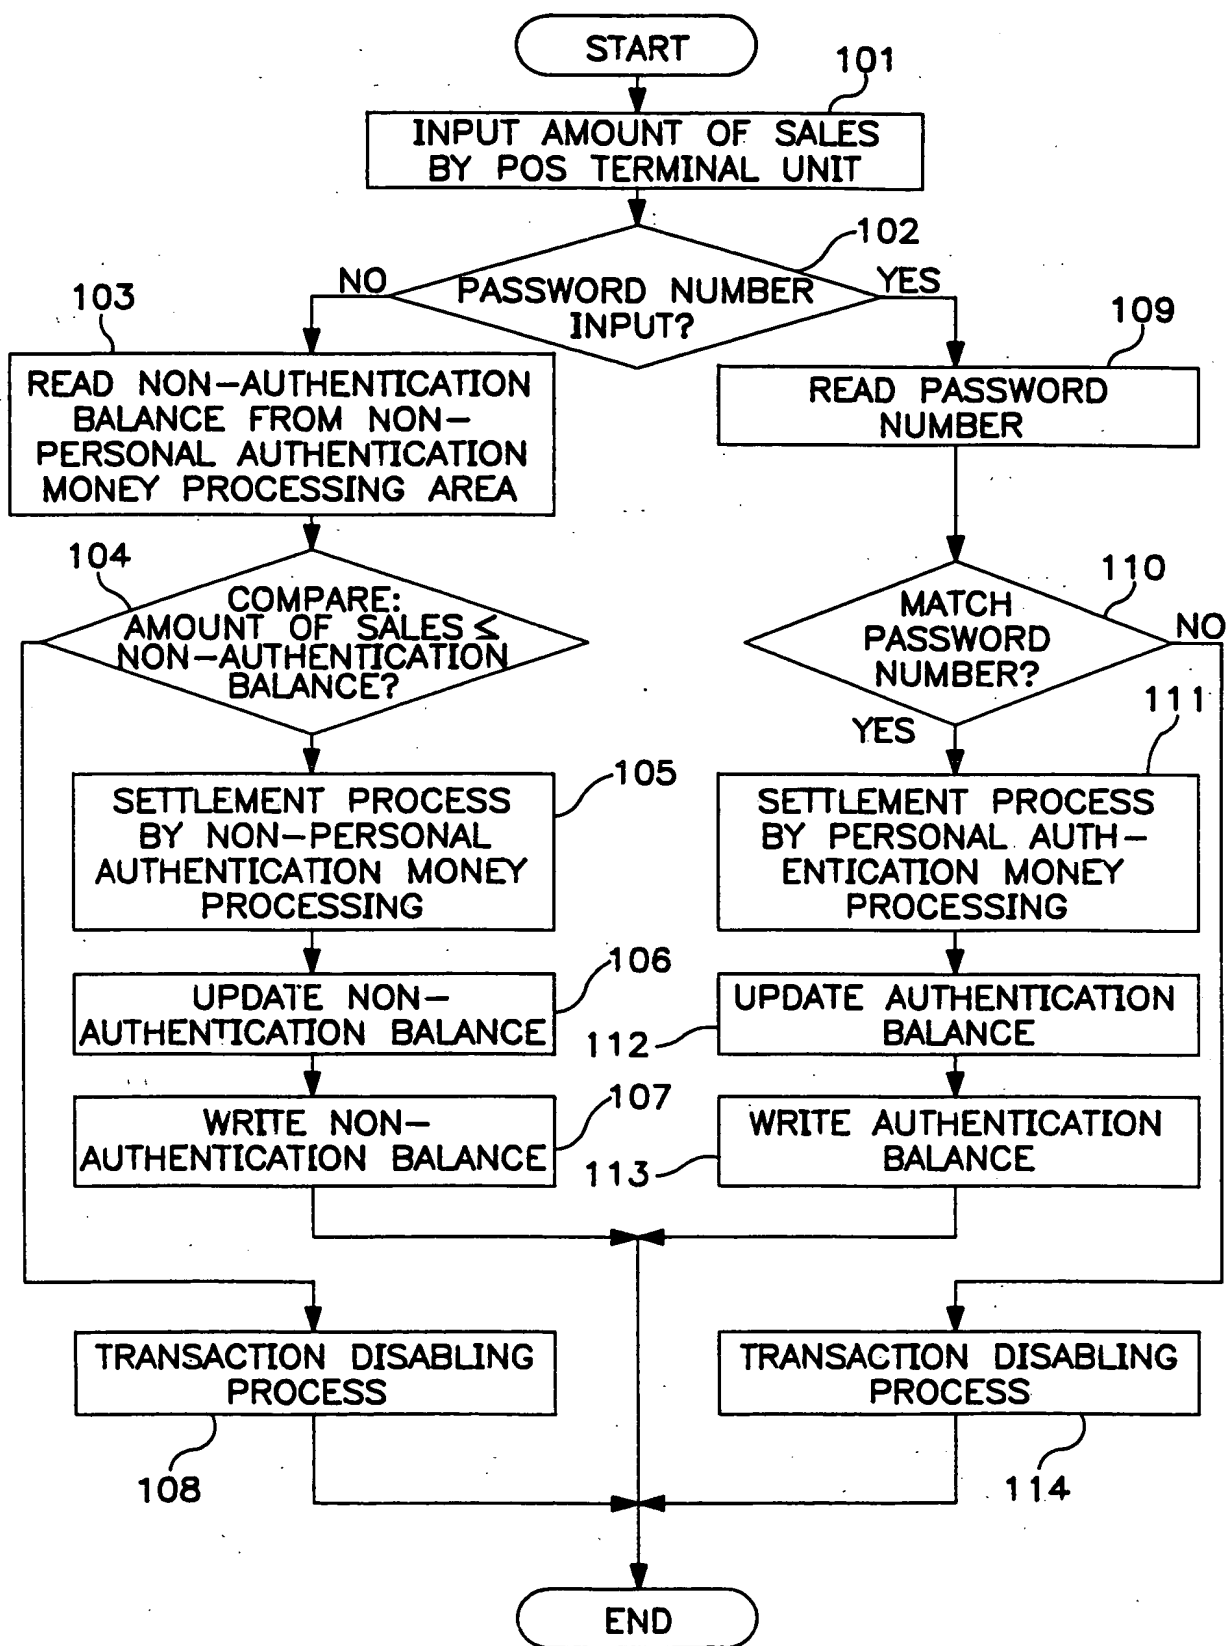 START
101
INPUT AMOUNT OF SALES
BY POS TERMINAL UNIT
102
PASSWORD NUMBER
INPUT?
NO
YES
103
READ NON-AUTHENTICATION
BALANCE FROM NON-
PERSONAL AUTHENTICATION
MONEY PROCESSING AREA
109
READ PASSWORD
NUMBER
104
COMPARE:
AMOUNT OF SALES ≤
NON-AUTHENTICATION
BALANCE?
110
MATCH
PASSWORD
NUMBER?
NO
YES
105
SETTLEMENT PROCESS
BY NON-PERSONAL
AUTHENTICATION MONEY
PROCESSING
111
SETTLEMENT PROCESS
BY PERSONAL AUTH-
ENTICATION MONEY
PROCESSING
106
UPDATE NON-
AUTHENTICATION BALANCE
112
UPDATE AUTHENTICATION
BALANCE
107
WRITE NON-
AUTHENTICATION BALANCE
113
WRITE AUTHENTICATION
BALANCE
TRANSACTION DISABLING
PROCESS
108
TRANSACTION DISABLING
PROCESS
114
END